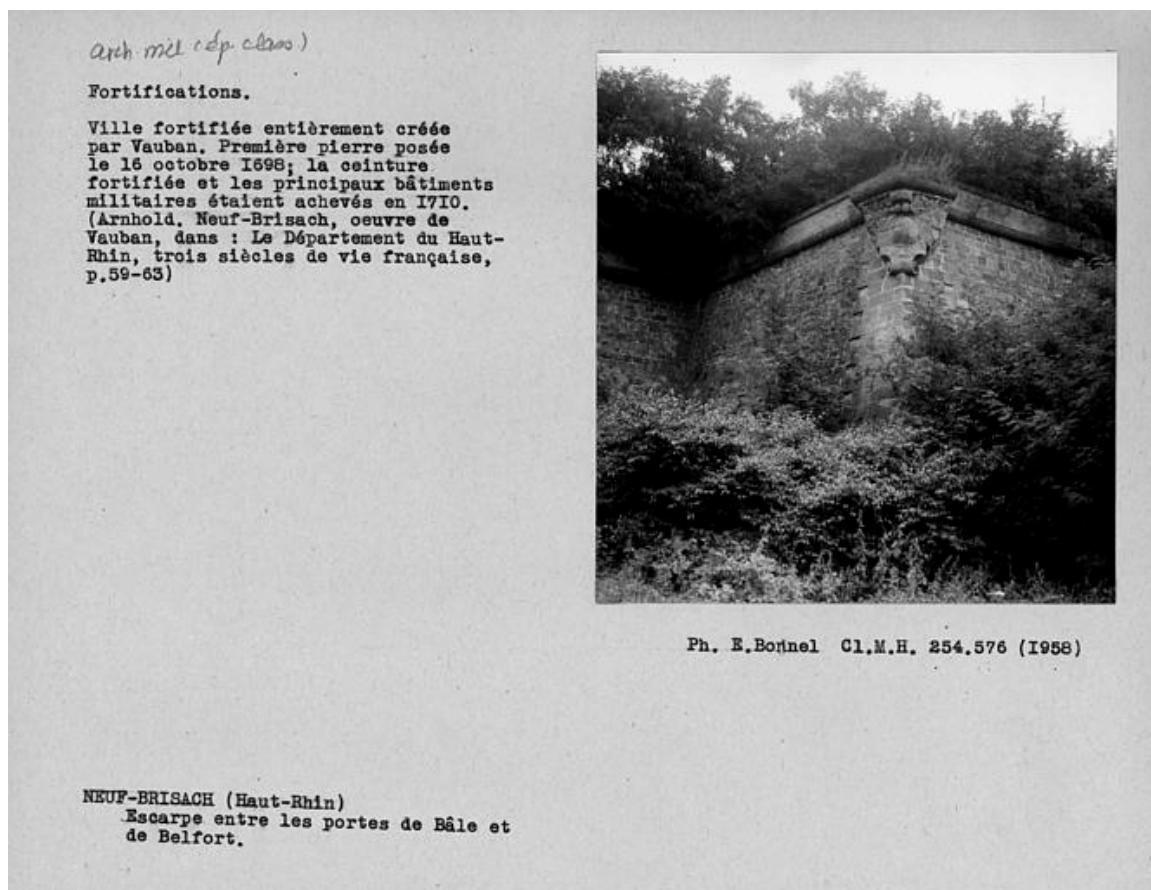 arch. mil (ép. class)
Fortifications.
Ville fortifiée entièrement créée
par Vauban. Première pierre posée
le 16 octobre I698; la ceinture
fortifiée et les principaux bâtiments
militaires étaient achevés en I7I0.
(Arnhold. Neuf-Brisach, oeuvre de
Vauban, dans : Le Département du Haut-
Rhin, trois siècles de vie française,
p.59-63)
Ph. E.Bonnel Cl.M.H. 254.576 (I958)
NEUF-BRISACH (Haut-Rhin)
Escarpe entre les portes de Bâle et
de Belfort.